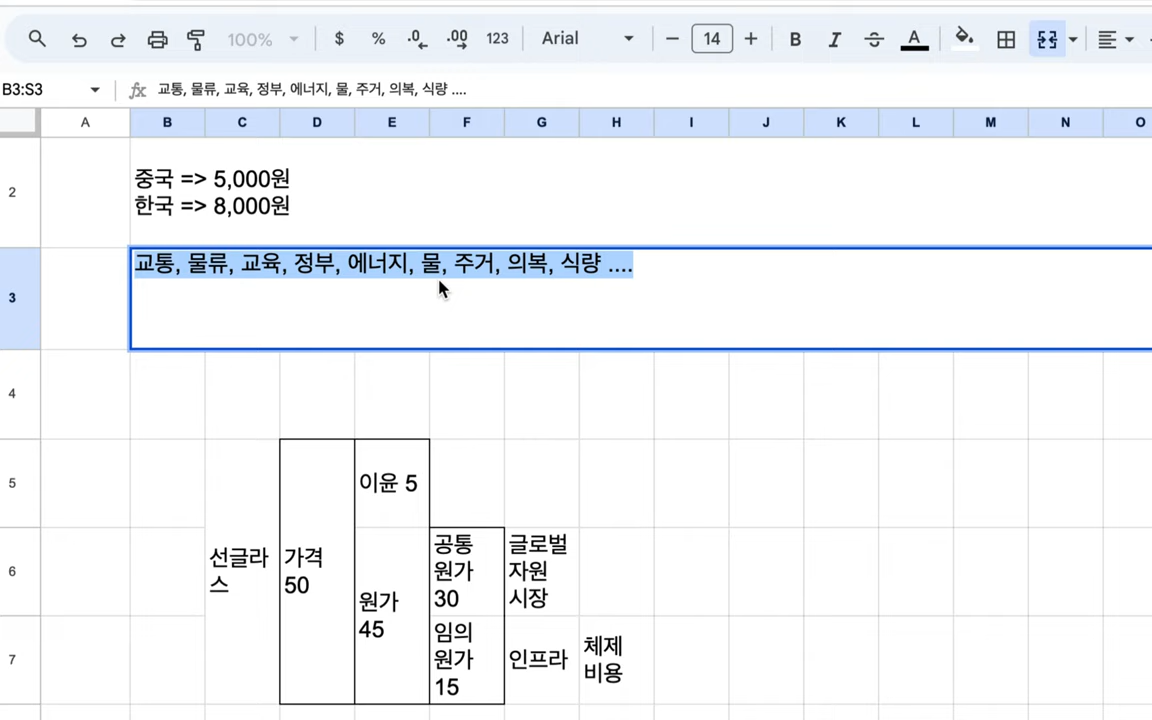 100%
$ % .0 .00 123 Arial 14 B I S A
B3:S3 fx 교통, 물류, 교육, 정부, 에너지, 물, 주거, 의복, 식량 ....
A B C D E F G H I J K L M N O
2
중국 => 5,000원
한국 => 8,000원
3
교통, 물류, 교육, 정부, 에너지, 물, 주거, 의복, 식량 ....
4
5
이윤 5
6
선글라
스
가격
50
원가
45
공통
원가
30
글로벌
자원
시장
7
임의
원가
15
인프라
체제
비용